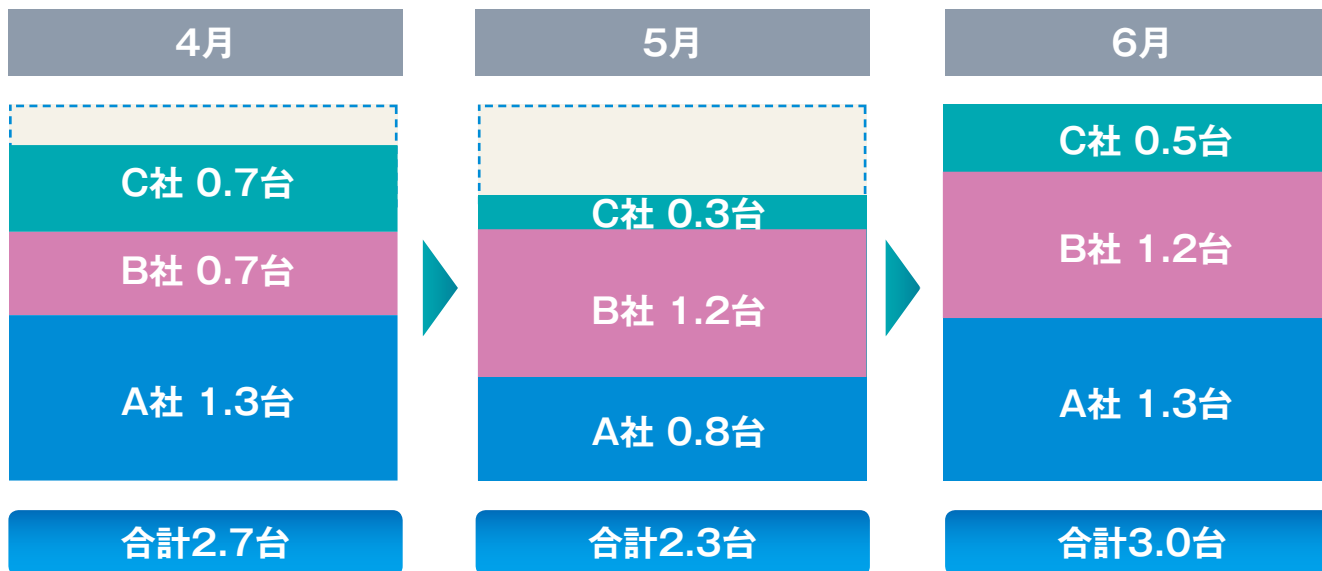 4月
C社 0.7台
B社 0.7台
A社 1.3台
合計2.7台
5月
C社 0.3台
B社 1.2台
A社 0.8台
合計2.3台
6月
C社 0.5台
B社 1.2台
A社 1.3台
合計3.0台